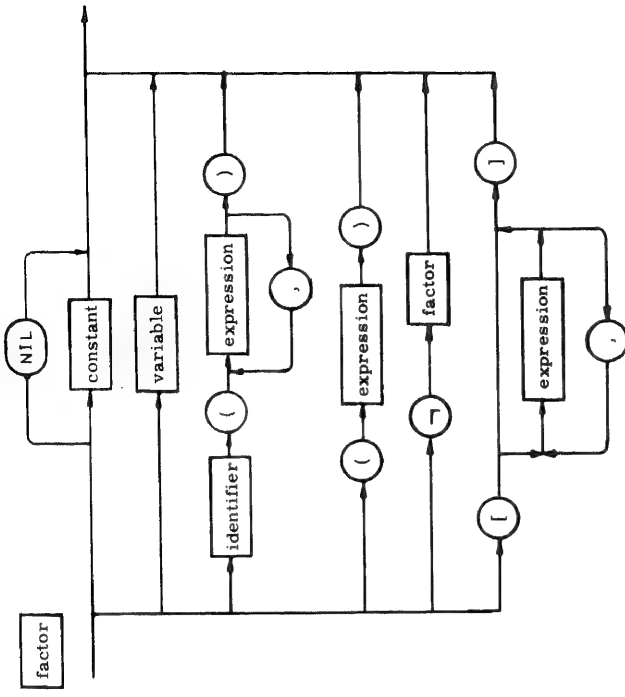 factor
NIL
constant
variable
identifier ( expression )
,
( expression )
¬ factor
[ ]
expression
,